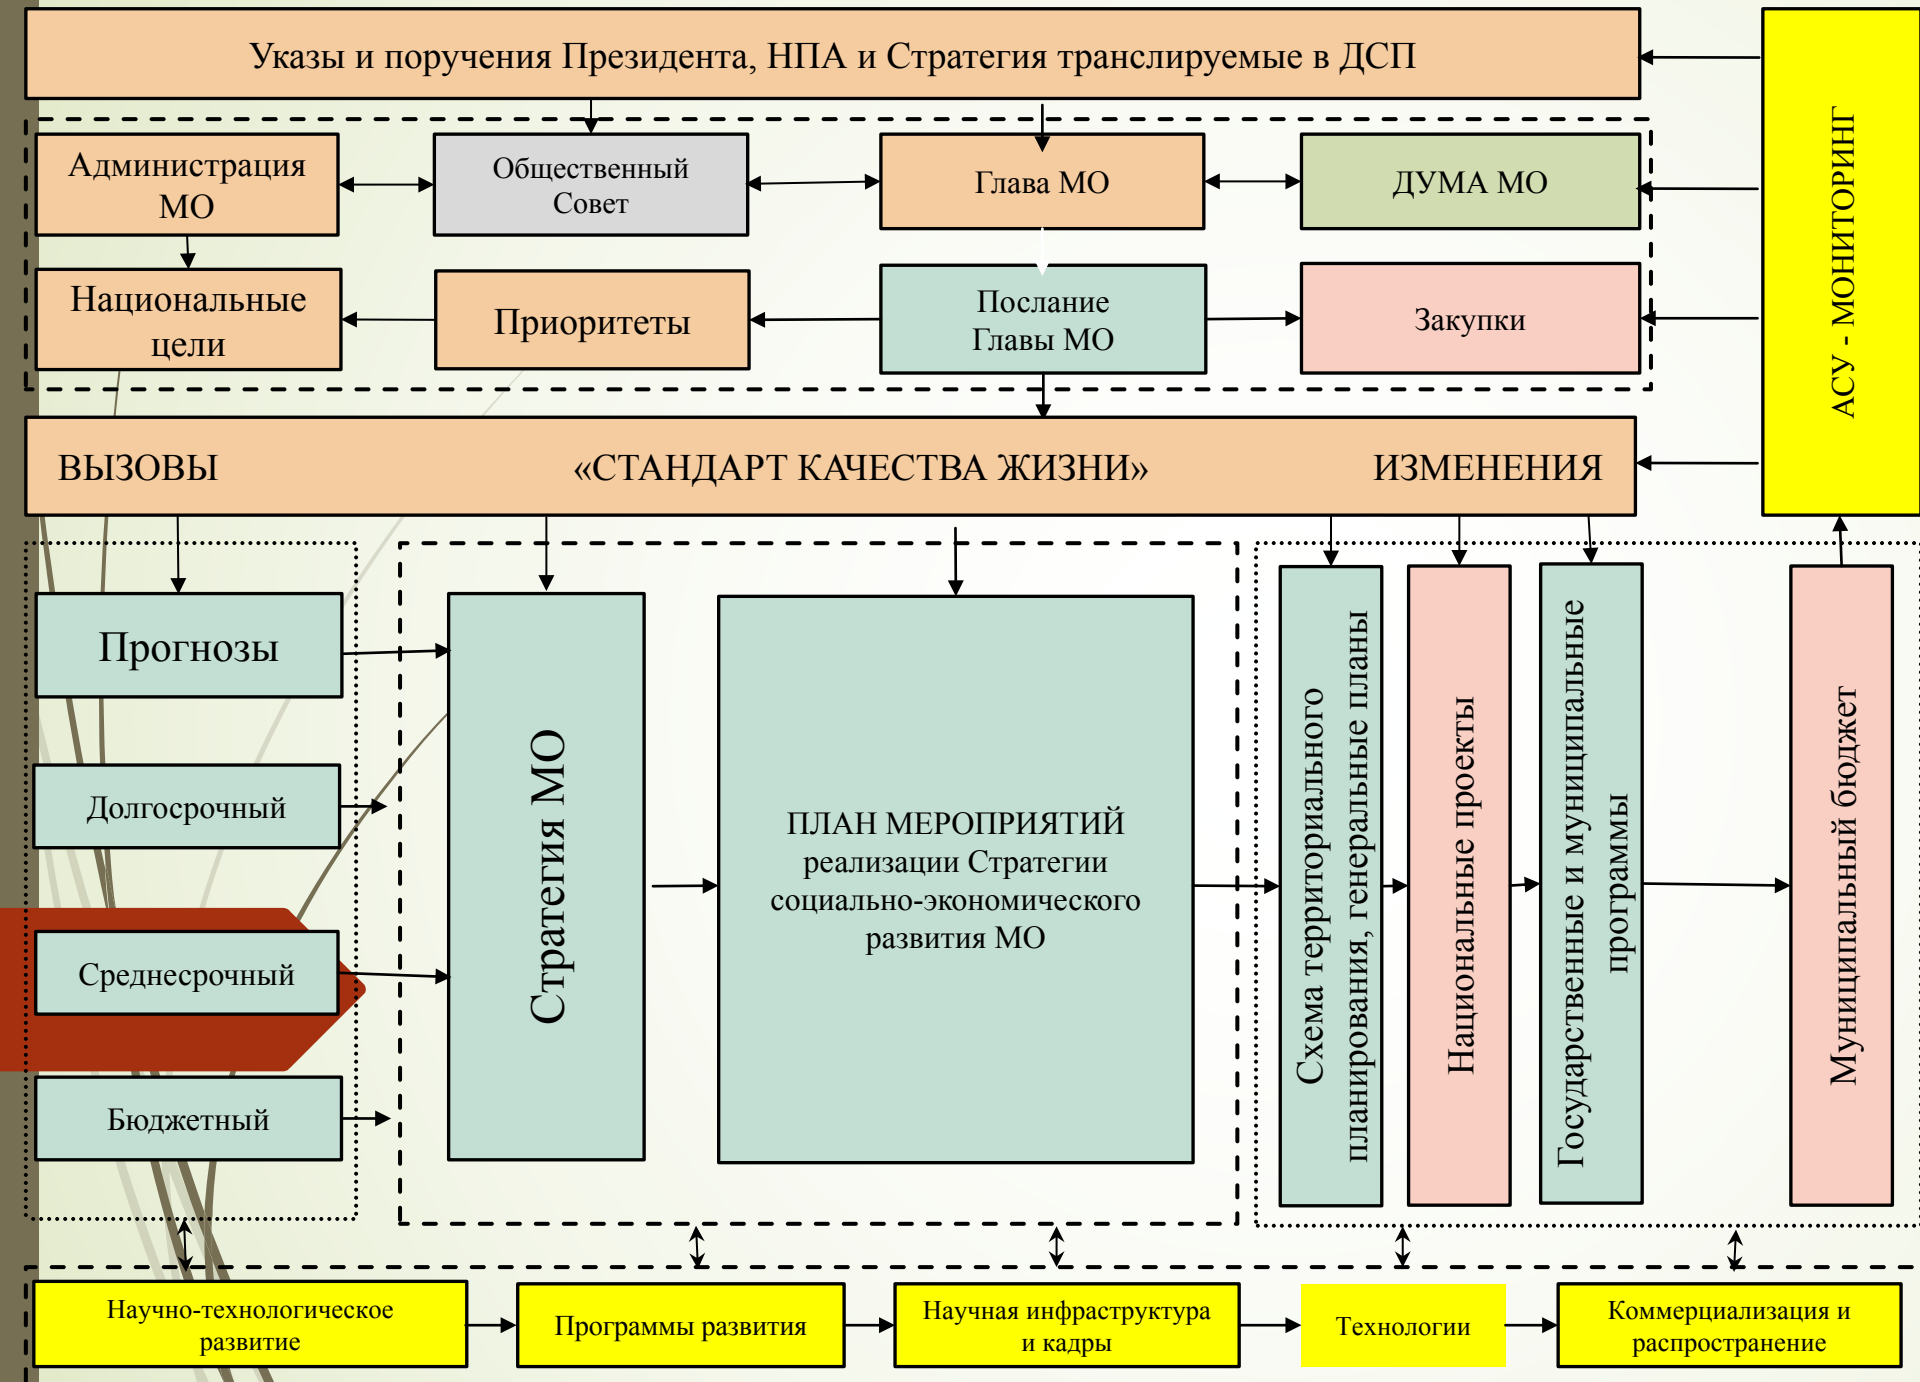 Указы и поручения Президента, НПА и Стратегия транслируемые в ДСП
АСУ - МОНИТОРИНГ
Администрация
МО
Общественный
Совет
Глава МО
ДУМА МО
Национальные
цели
Приоритеты
Послание
Главы МО
Закупки
ВЫЗОВЫ «СТАНДАРТ КАЧЕСТВА ЖИЗНИ» ИЗМЕНЕНИЯ
Прогнозы
Долгосрочный
Среднесрочный
Бюджетный
Стратегия МО
ПЛАН МЕРОПРИЯТИЙ
реализации Стратегии
социально-экономического
развития МО
Схема территориального
планирования, генеральные планы
Национальные проекты
Государственные и муниципальные
программы
Муниципальный бюджет
Научно-технологическое
развитие
Программы развития
Научная инфраструктура
и кадры
Технологии
Коммерциализация и
распространение